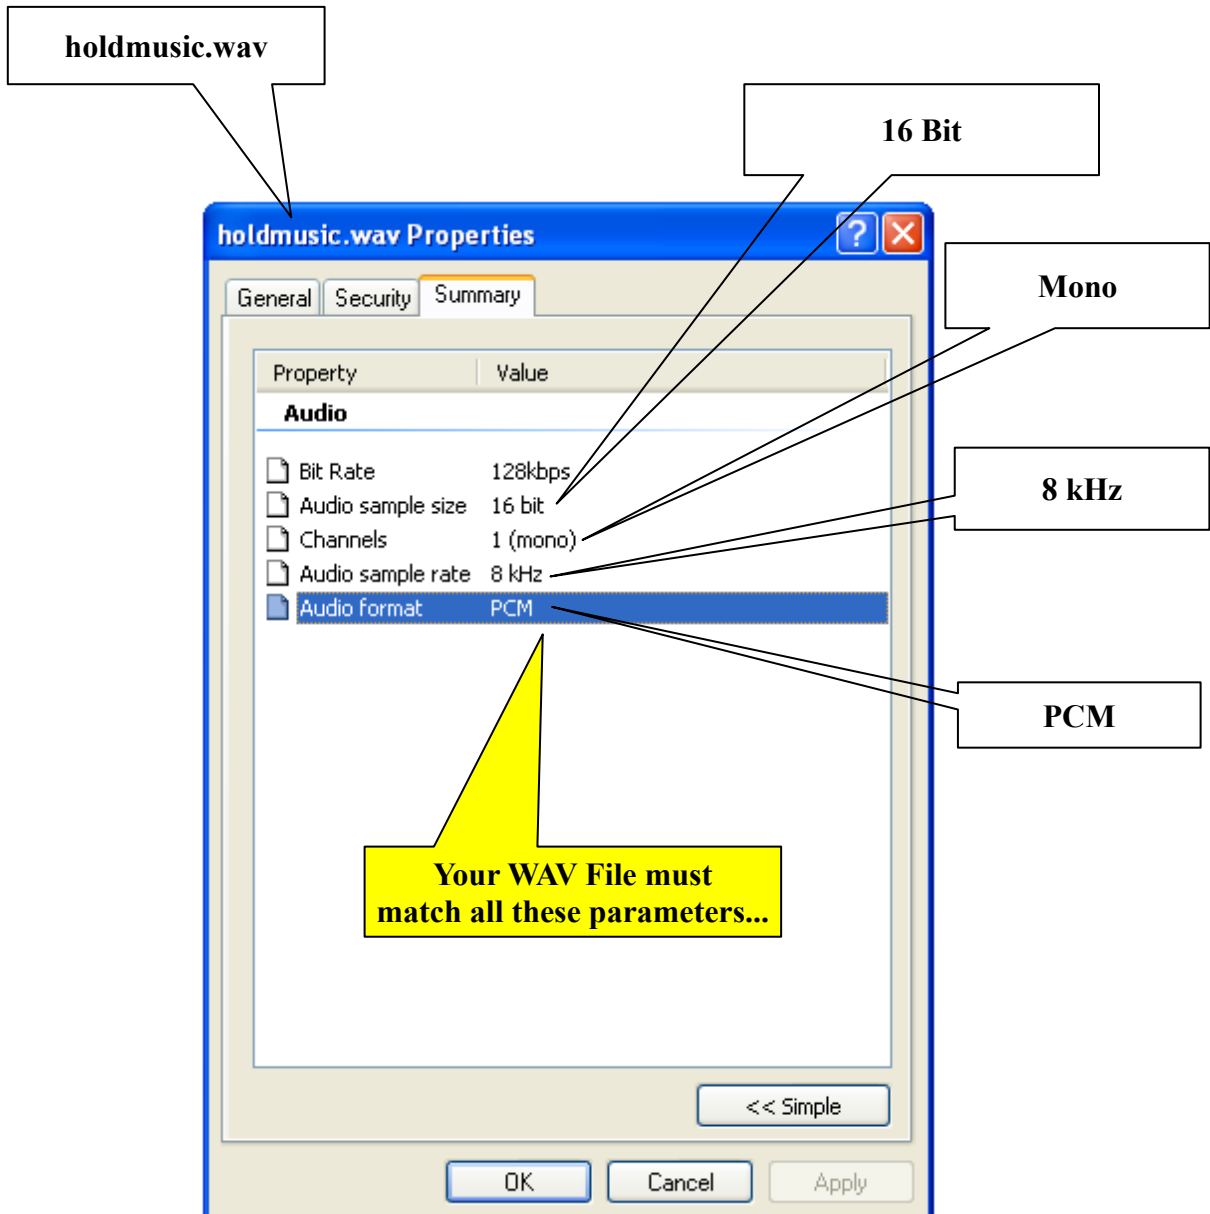 holdmusic.wav
16 Bit
holdmusic.wav Properties
General Security Summary
Mono
Property Value
Audio
Bit Rate 128kbps
Audio sample size 16 bit
Channels 1 (mono)
Audio sample rate 8 kHz
Audio format PCM
8 kHz
PCM
Your WAV File must
match all these parameters...
<< Simple
OK Cancel Apply